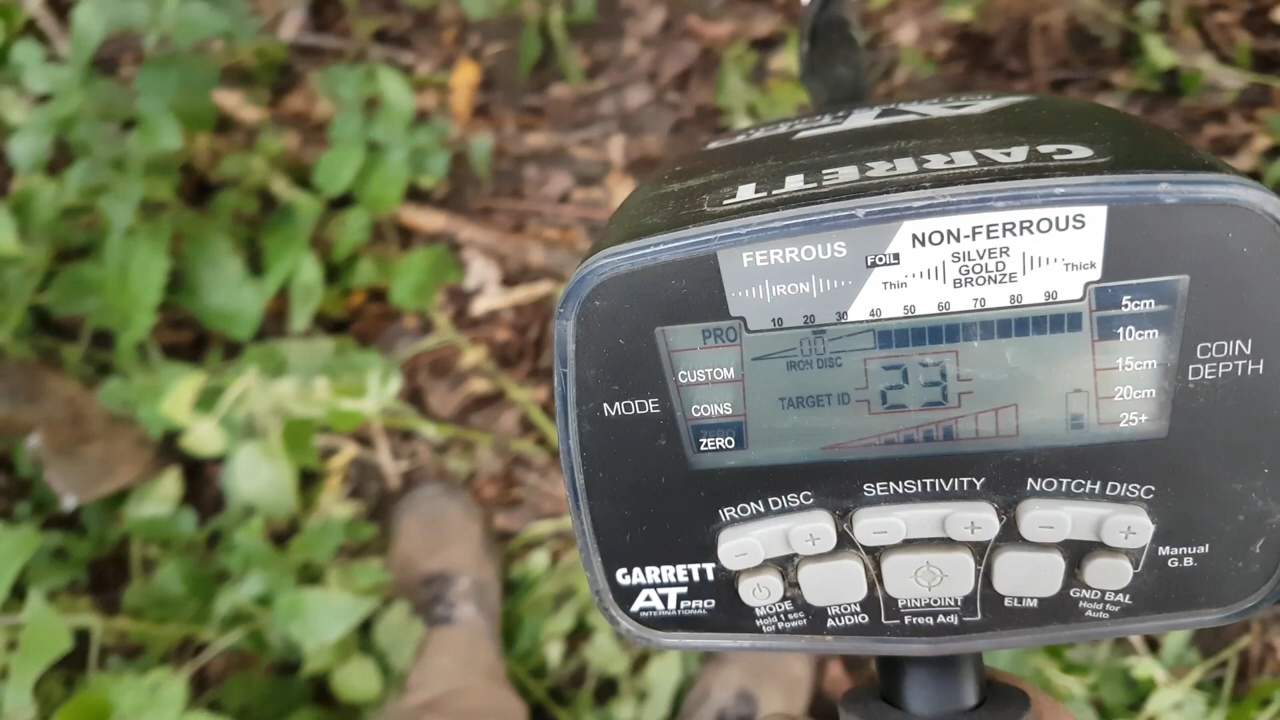 AT
GARRETT
FERROUS
FOIL
NON-FERROUS
IRON
Thin
SILVER
GOLD
BRONZE
Thick
10 20 30 40 50 60 70 80 90
MODE
PRO
CUSTOM
COINS
ZERO
00
IRON DISC
TARGET ID
23
5cm
10cm
15cm
20cm
25+
COIN
DEPTH
IRON DISC
SENSITIVITY
NOTCH DISC
- +
- +
- +
Manual
G.B.
GARRETT
AT PRO
INTERNATIONAL
MODE
Hold 1 sec
for Power
IRON
AUDIO
PINPOINT
Freq Adj
ELIM
GND BAL
Hold for
Auto